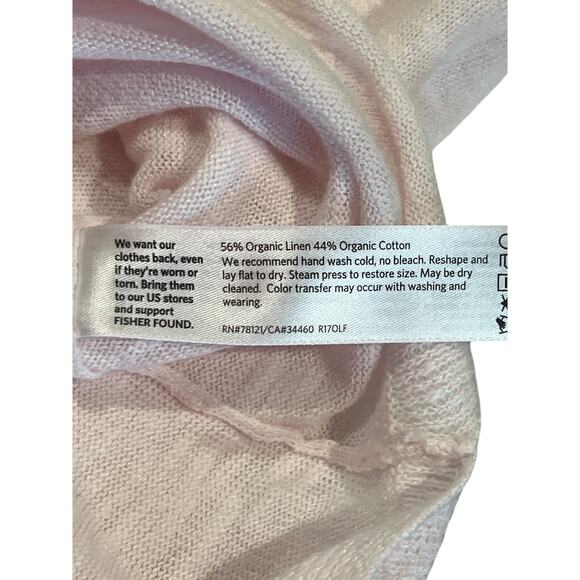 We want our
clothes back, even
if they're worn or
torn. Bring them
to our US stores
and support
FISHER FOUND.
56% Organic Linen 44% Organic Cotton
We recommend hand wash cold, no bleach. Reshape and
lay flat to dry. Steam press to restore size. May be dry
cleaned. Color transfer may occur with washing and
wearing.
RN#78121/CA#34460 R17OLF